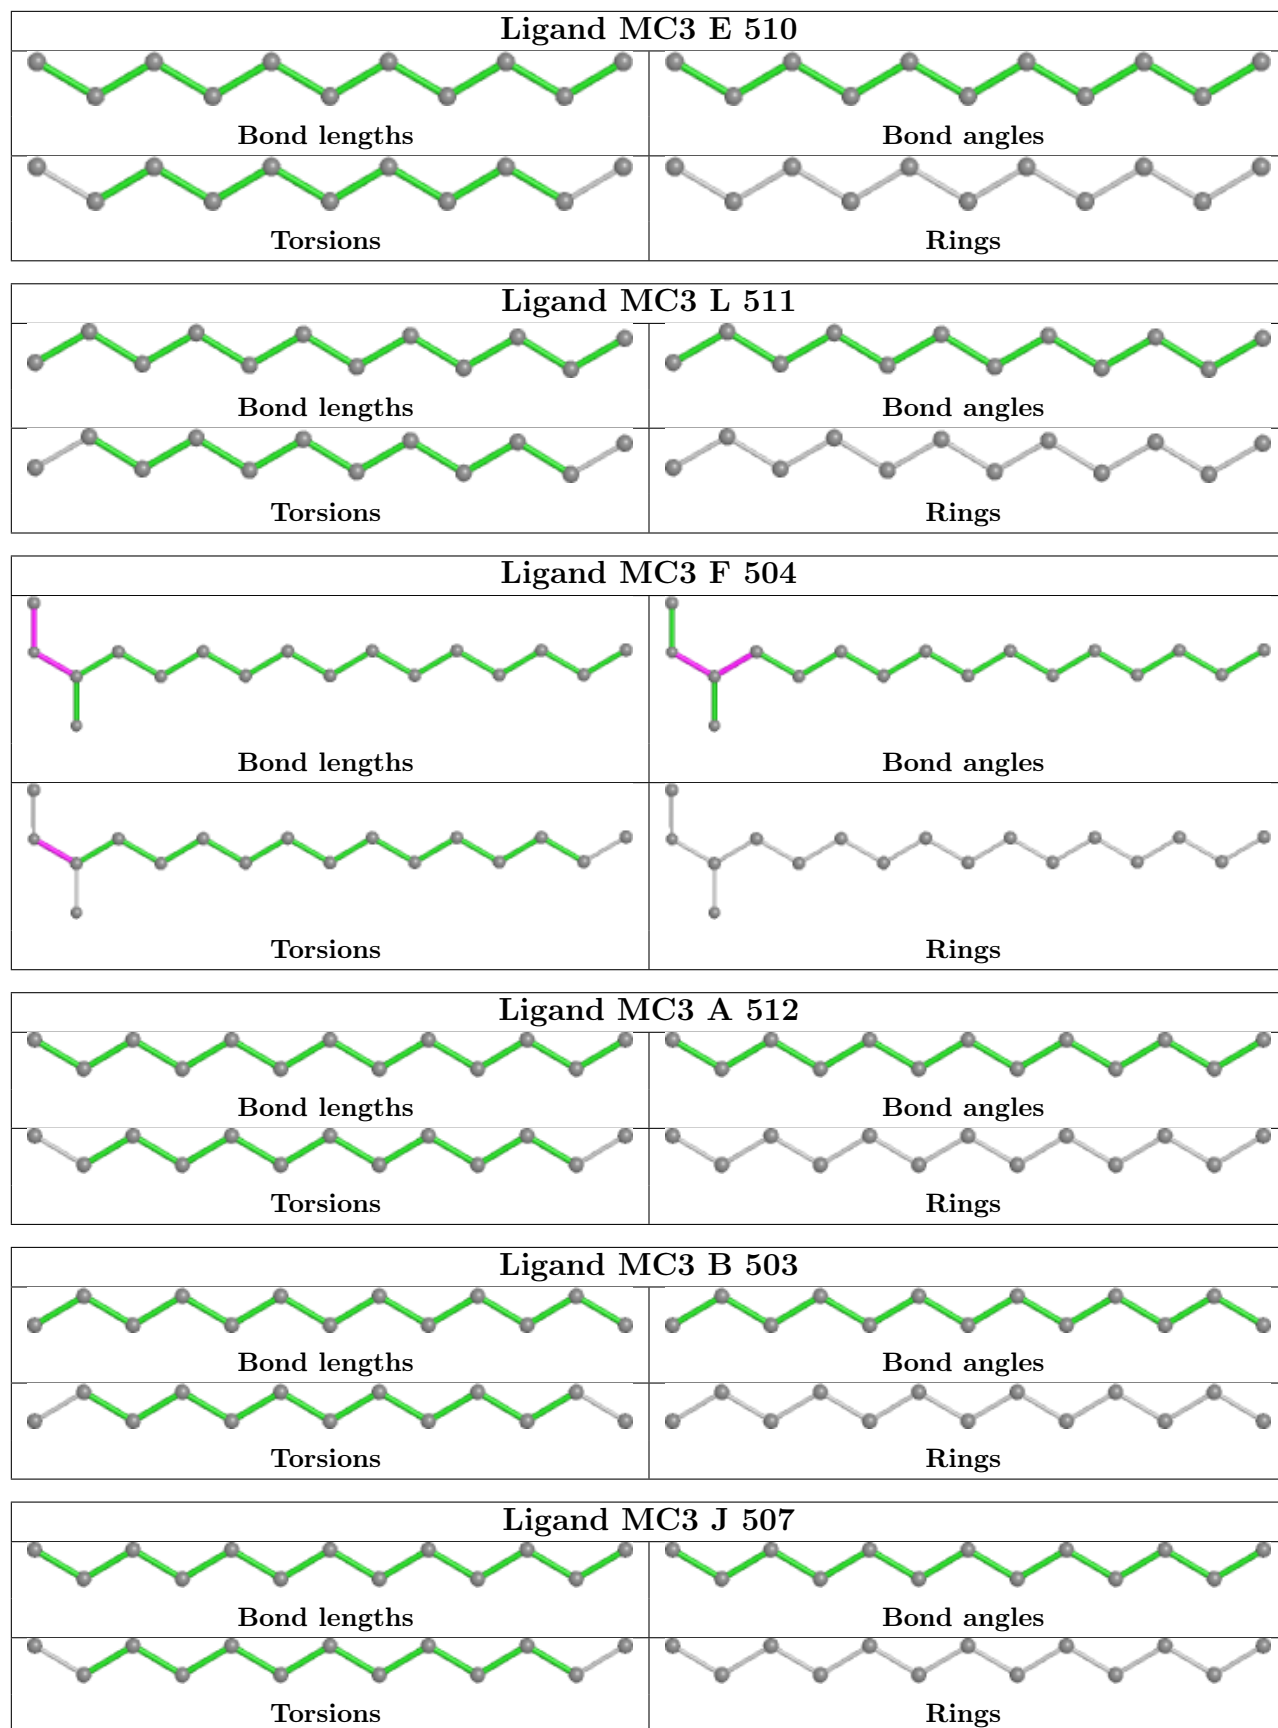 Ligand MC3 E 510
Bond lengths Bond angles
Torsions Rings
Ligand MC3 L 511
Bond lengths Bond angles
Torsions Rings
Ligand MC3 F 504
Bond lengths Bond angles
Torsions Rings
Ligand MC3 A 512
Bond lengths Bond angles
Torsions Rings
Ligand MC3 B 503
Bond lengths Bond angles
Torsions Rings
Ligand MC3 J 507
Bond lengths Bond angles
Torsions Rings